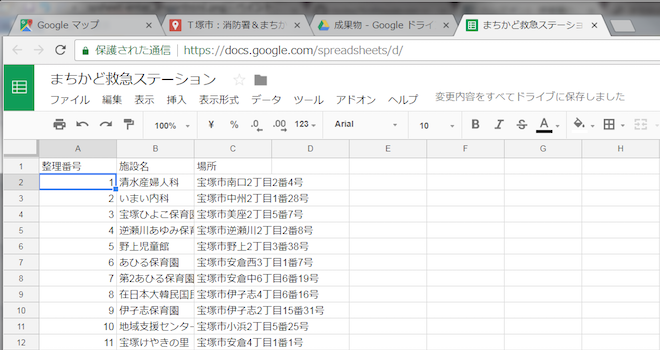 Google マップ
T塚市：消防署＆まちか
成果物 - Google ドライ
まちかど救急ステーション
保護された通信 https://docs.google.com/spreadsheets/d/
まちかど救急ステーション
ファイル 編集 表示 挿入 表示形式 データ ツール アドオン ヘルプ 変更内容をすべてドライブに保存しました
100% ¥ % .0 .00 123 Arial 10 B I S A
A B C D E F G H
1 整理番号 施設名 場所
2 1 清水産婦人科 宝塚市南口2丁目2番4号
3 2 いまい内科 宝塚市中州2丁目1番28号
4 3 宝塚ひよこ保育園 宝塚市美座2丁目5番7号
5 4 逆瀬川あゆみ保育 宝塚市逆瀬川2丁目2番8号
6 5 野上児童館 宝塚市野上2丁目3番38号
7 6 あひる保育園 宝塚市安倉西3丁目1番7号
8 7 第2あひる保育園 宝塚市安倉中6丁目6番19号
9 8 在日本大韓民国民 宝塚市伊孑志4丁目6番16号
10 9 伊孑志保育園 宝塚市伊孑志2丁目15番31号
11 10 地域支援センター 宝塚市小浜2丁目5番25号
12 11 宝塚けやきの里 宝塚市安倉4丁目1番1号